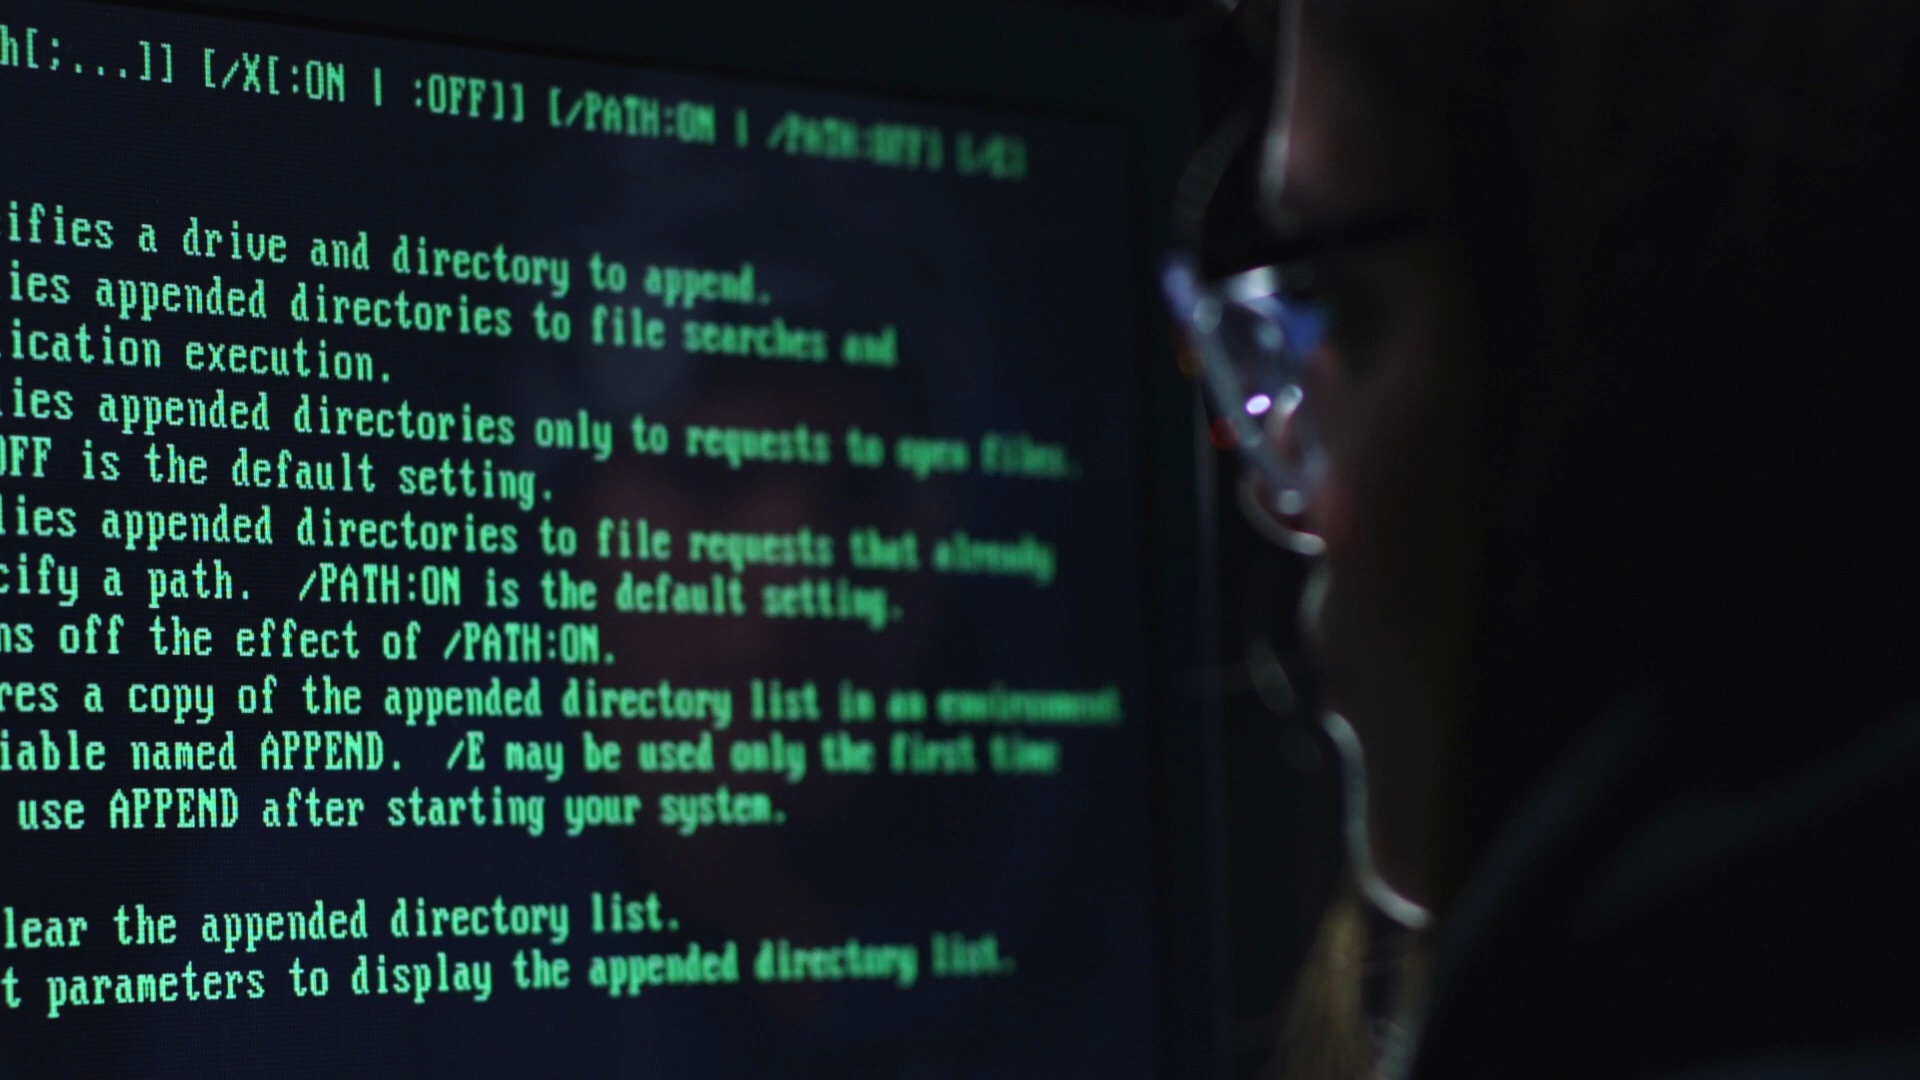 h[;...]] [/X[:ON | :OFF]] [/PATH:ON | /PATH:OFF] [/E]
ifies a drive and directory to append.
ies appended directories to file searches and
lication execution.
lies appended directories only to requests to open files.
OFF is the default setting.
lies appended directories to file requests that already
cify a path.  /PATH:ON is the default setting.
ns off the effect of /PATH:ON.
res a copy of the appended directory list in an environment
iable named APPEND.  /E may be used only the first time
use APPEND after starting your system.
lear the appended directory list.
t parameters to display the appended directory list.